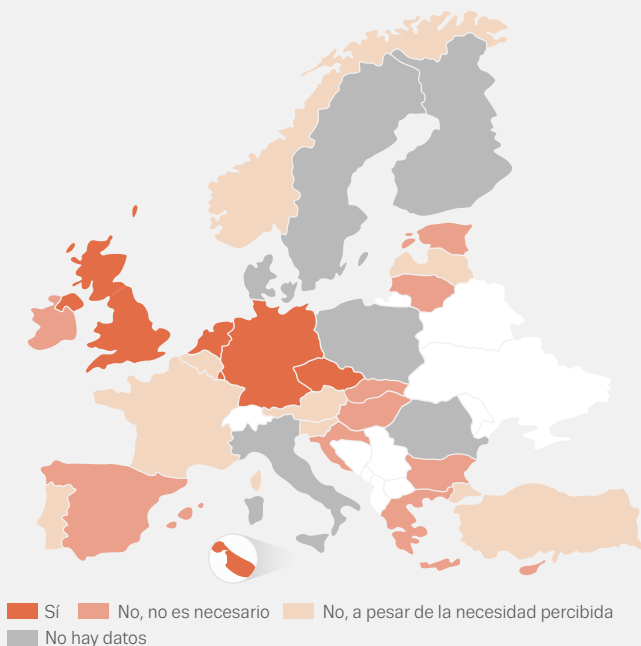 Sí No, no es necesario No, a pesar de la necesidad percibida
No hay datos